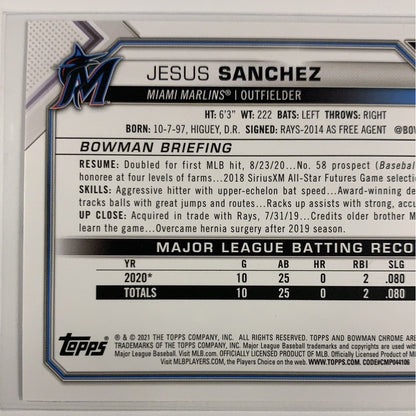 M
JESUS SANCHEZ
MIAMI MARLINS® | OUTFIELDER
HT: 6'3" WT: 222 BATS: LEFT THROWS: RIGHT
BORN: 10-7-97, HIGUEY, D.R. SIGNED: RAYS-2014 AS FREE AGENT @BOW
BOWMAN BRIEFING
RESUME: Doubled for first MLB hit, 8/23/20...No. 58 prospect (Baseba
honoree at four levels of farms...2018 SiriusXM All-Star Futures Game selectio
SKILLS: Aggressive hitter with upper-echelon bat speed...Award-winning de
tracks balls with great jumps and routes...Racks up assists with strong, acc
UP CLOSE: Acquired in trade with Rays, 7/31/19...Credits older brother M
learn game...Overcame hernia surgery after 2019 season.
MAJOR LEAGUE BATTING RECO
YR G AB HR RBI SLG
2020* 10 25 0 2 .080
TOTALS 10 25 0 2 .080
topps
® & © 2021 THE TOPPS COMPANY, INC. ALL RIGHTS RESERVED. TOPPS AND BOWMAN CHROME ARE
TRADEMARKS OF THE TOPPS COMPANY, INC. Major League Baseball trademarks and copyrights are used with
Major League Baseball. Visit MLB.com. OFFICIALLY LICENSED PRODUCT OF MLB. Officially Licensed Product of ML
MLBPLAYERS.COM, the Players Choice on the web. WWW.TOPPS.COM CODE#CMP044106